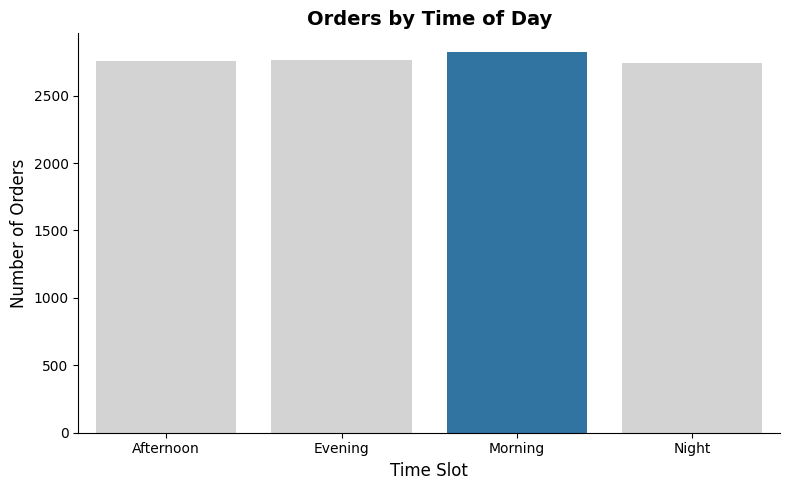 Orders by Time of Day
Number of Orders
2500
2000
1500
1000
500
0
Afternoon Evening Morning Night
Time Slot